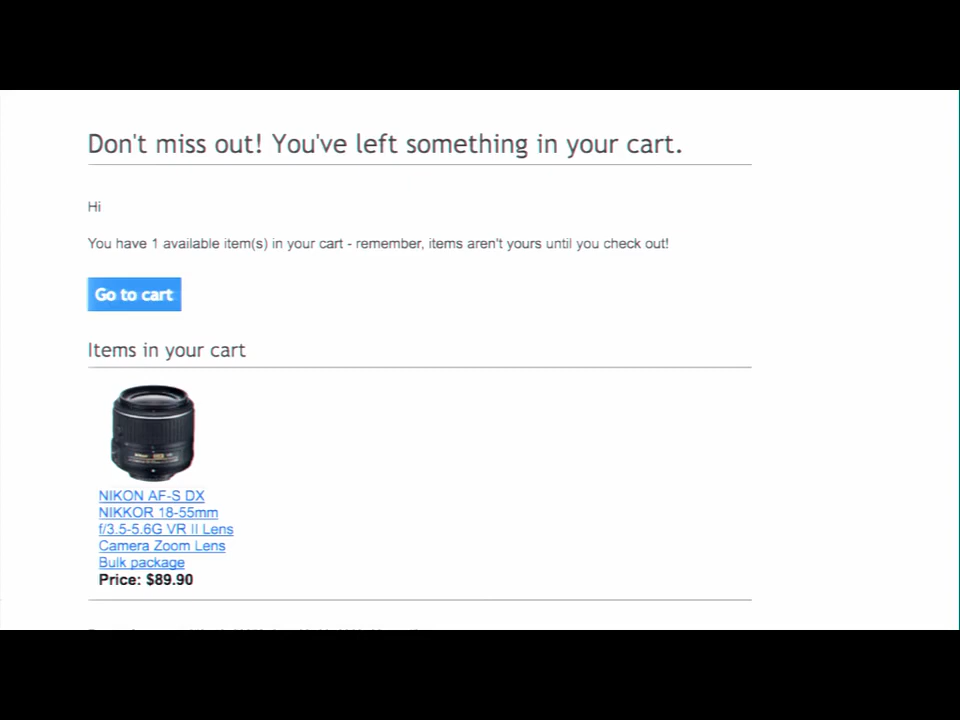 Don't miss out! You've left something in your cart.
Hi
You have 1 available item(s) in your cart - remember, items aren't yours until you check out!
Go to cart
Items in your cart
NIKON AF-S DX
NIKKOR 18-55mm
f/3.5-5.6G VR II Lens
Camera Zoom Lens
Bulk package
Price: $89.90